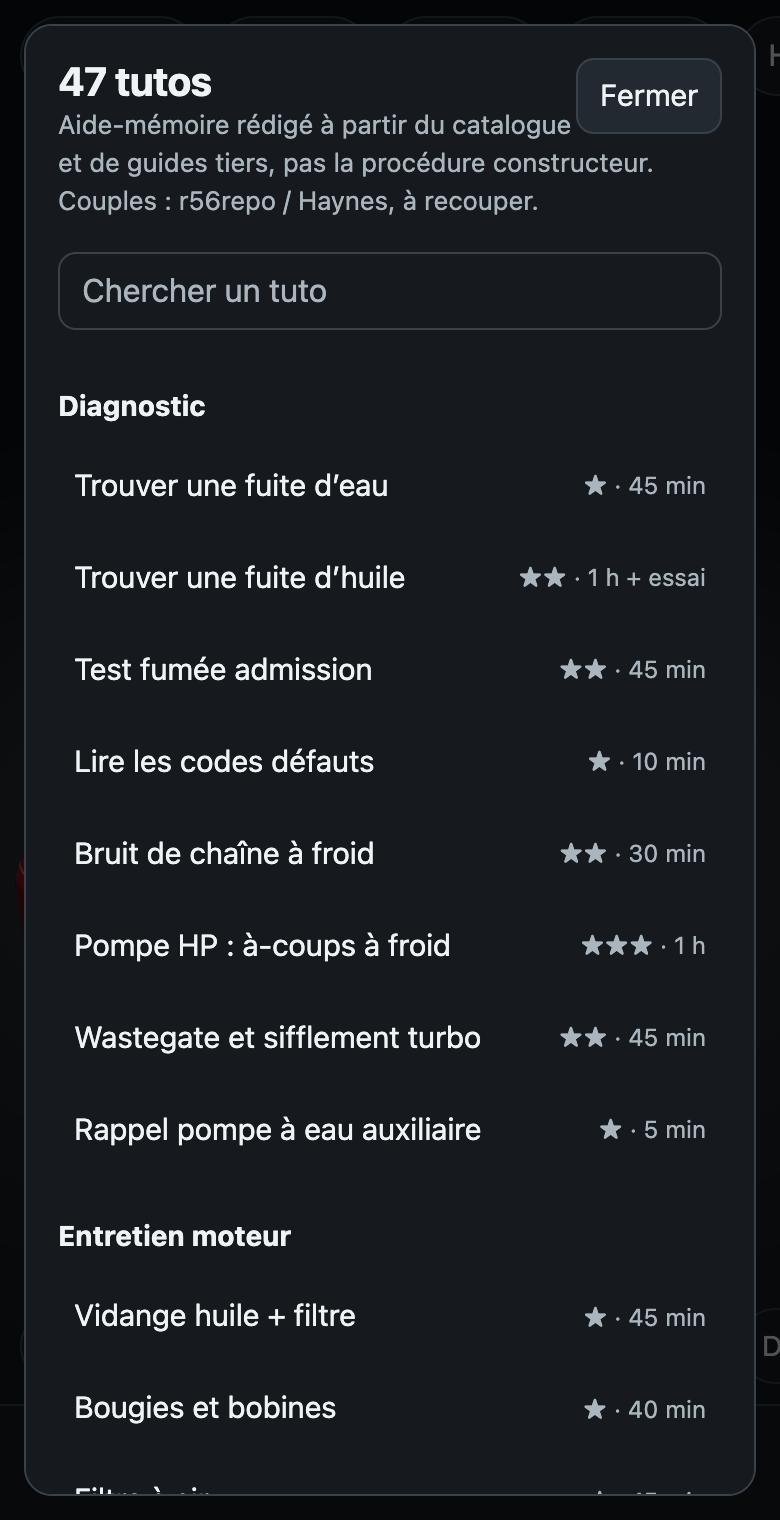 47 tutos
Fermer
Aide-mémoire rédigé à partir du catalogue
et de guides tiers, pas la procédure constructeur.
Couples : r56repo / Haynes, à recouper.
Chercher un tuto
Diagnostic
Trouver une fuite d’eau ★ · 45 min
Trouver une fuite d’huile ★★ · 1 h + essai
Test fumée admission ★★ · 45 min
Lire les codes défauts ★ · 10 min
Bruit de chaîne à froid ★★ · 30 min
Pompe HP : à-coups à froid ★★★ · 1 h
Wastegate et sifflement turbo ★★ · 45 min
Rappel pompe à eau auxiliaire ★ · 5 min
Entretien moteur
Vidange huile + filtre ★ · 45 min
Bougies et bobines ★ · 40 min